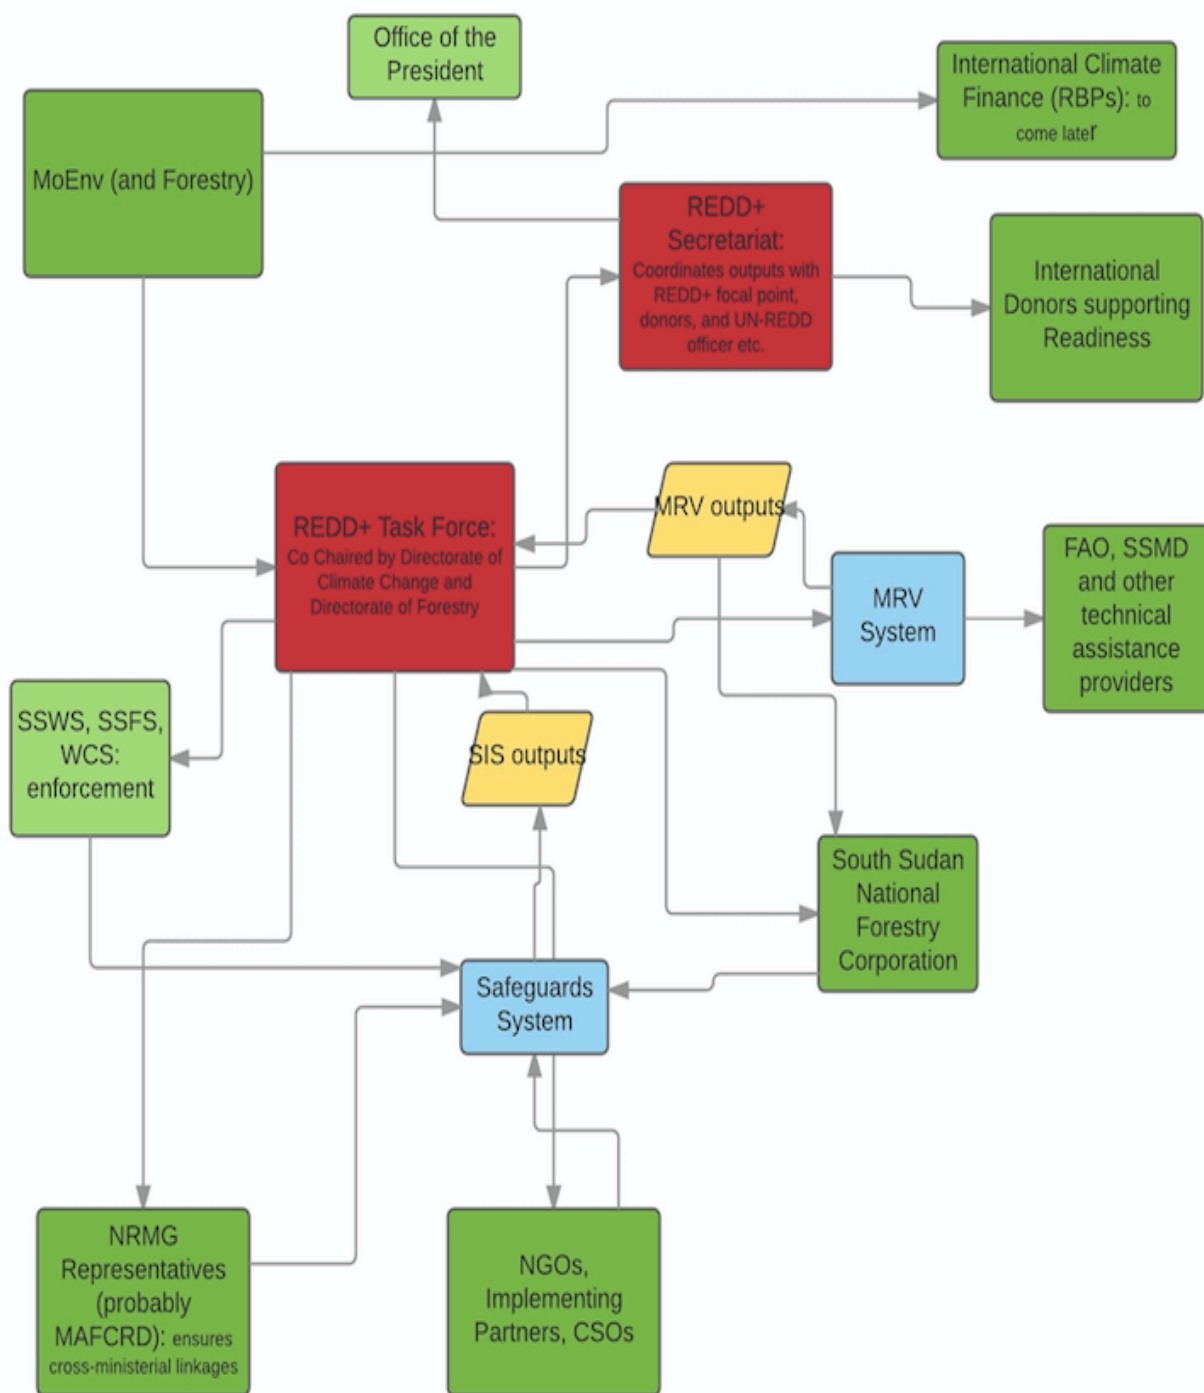 Office of the
President
International Climate
Finance (RBPs): to
come later
MoEnv (and Forestry)
REDD+
Secretariat:
Coordinates outputs with
REDD+ focal point,
donors, and UN-REDD
officer etc.
International
Donors supporting
Readiness
REDD+ Task Force:
Co Chaired by Directorate of
Climate Change and
Directorate of Forestry
MRV outputs
MRV
System
FAO, SSMD
and other
technical
assistance
providers
SSWS, SSFS,
WCS:
enforcement
SIS outputs
South Sudan
National
Forestry
Corporation
Safeguards
System
NRMG
Representatives
(probably
MAFCRD): ensures
cross-ministerial linkages
NGOs,
Implementing
Partners, CSOs